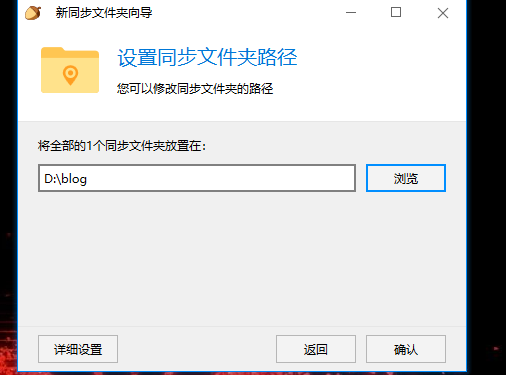 新同步文件夹向导
设置同步文件夹路径
您可以修改同步文件夹的路径
将全部的1个同步文件夹放置在：
D:\blog
浏览
详细设置
返回
确认